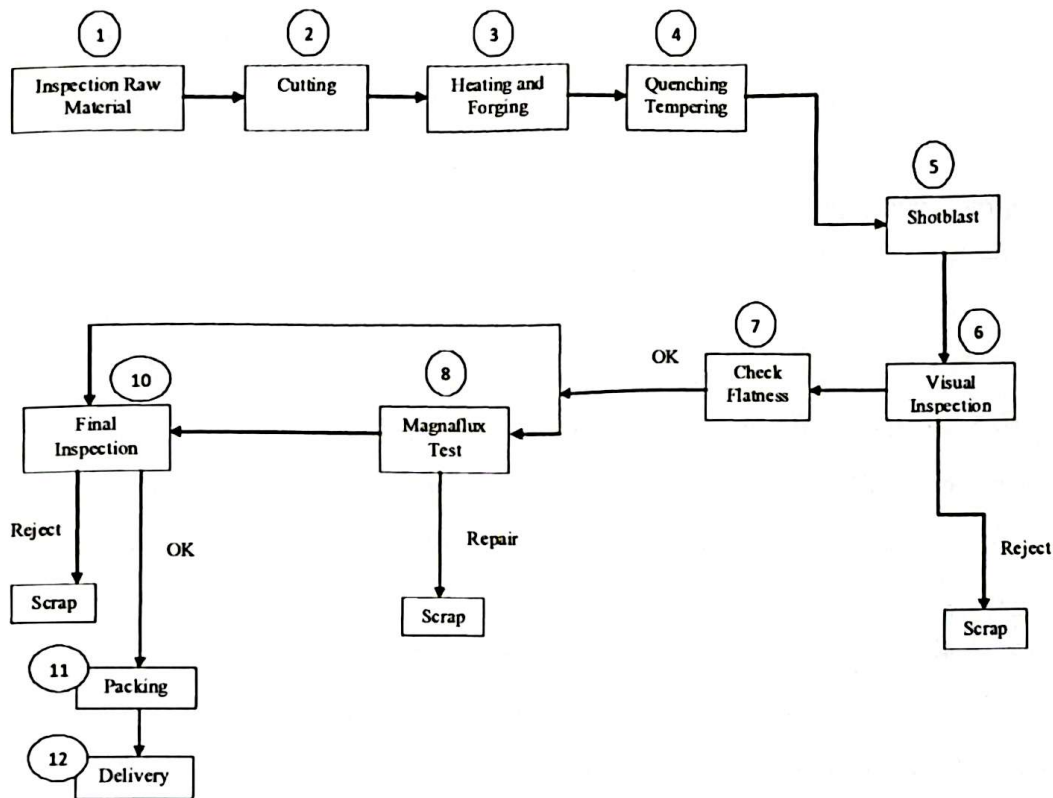 1
Inspection Raw
Material
2
Cutting
3
Heating and
Forging
4
Quenching
Tempering
5
Shotblast
6
Visual
Inspection
7
Check
Flatness
OK
8
Magnaflux
Test
10
Final
Inspection
Reject
OK
Repair
Reject
Scrap
Scrap
Scrap
11
Packing
12
Delivery